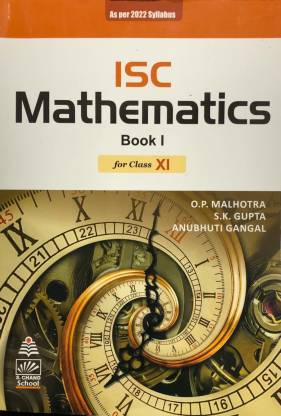 As per 2022 Syllabus
ISC
Mathematics
Book I
for Class XI
O.P. MALHOTRA
S.K. GUPTA
ANUBHUTI GANGAL
S. CHAND
School